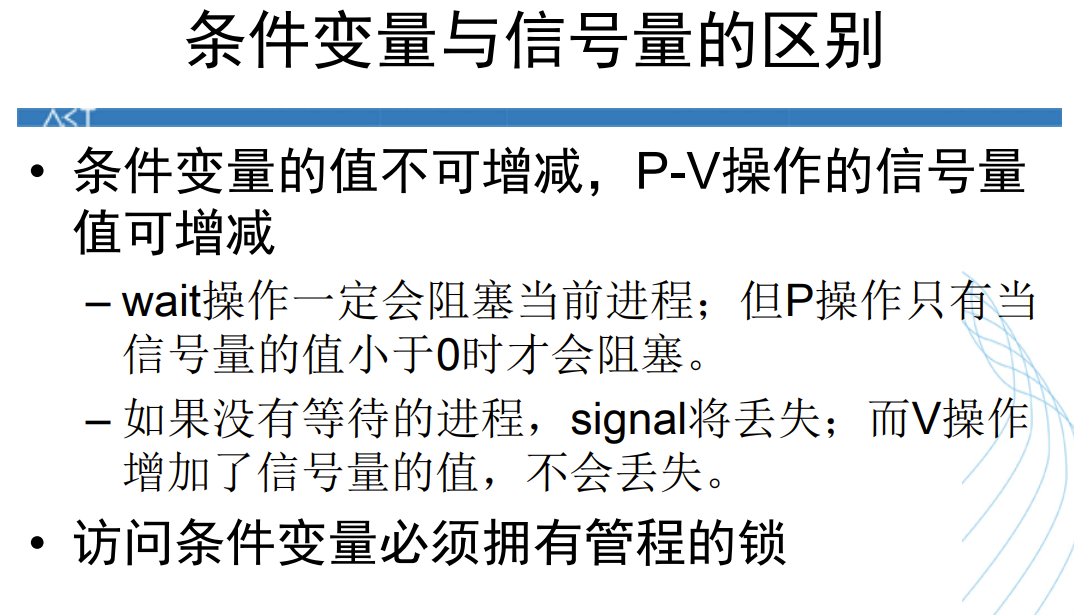 条件变量与信号量的区别
• 条件变量的值不可增减，P-V操作的信号量
值可增减
– wait操作一定会阻塞当前进程；但P操作只有当
信号量的值小于0时才会阻塞。
– 如果没有等待的进程，signal将丢失；而V操作
增加了信号量的值，不会丢失。
• 访问条件变量必须拥有管程的锁